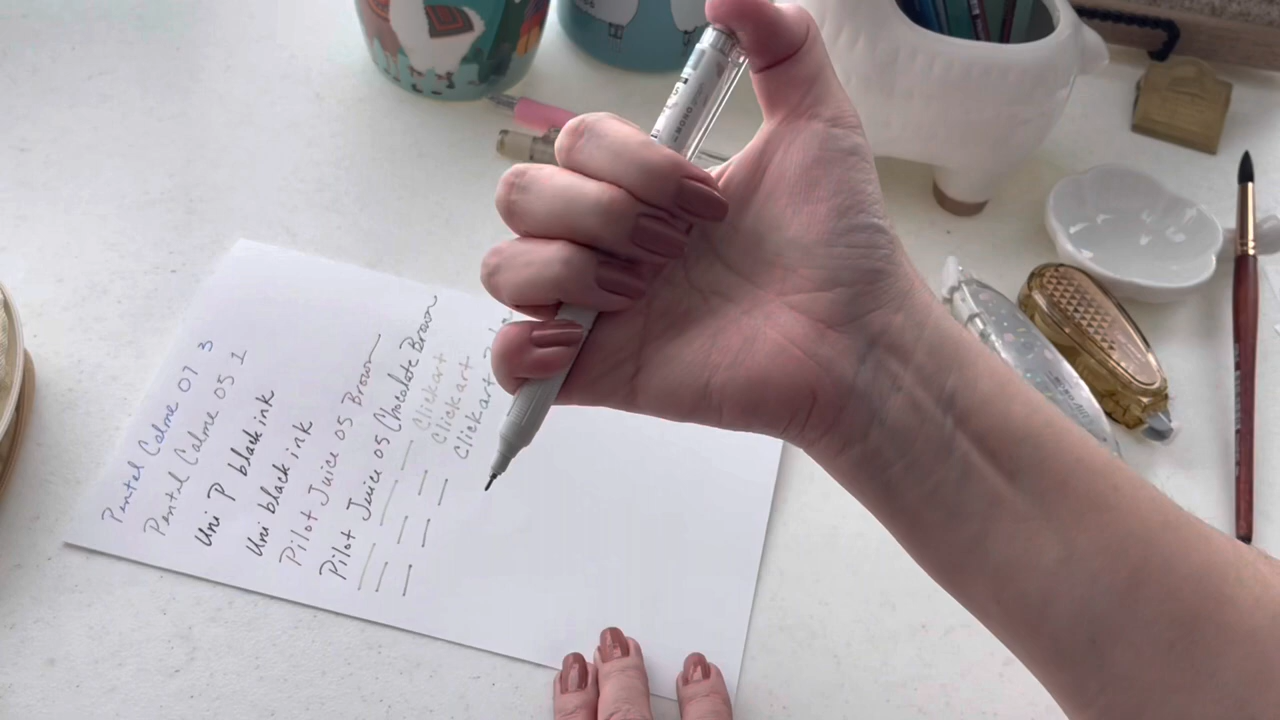 Pentel Calme 07 3
Pentel Calme 05 1
Uni P black ink
Uni black ink
Pilot Juice 05 Brown
Pilot Juice 05 Chocolate Brown
Clickart
Clickart
Clickart
MONO